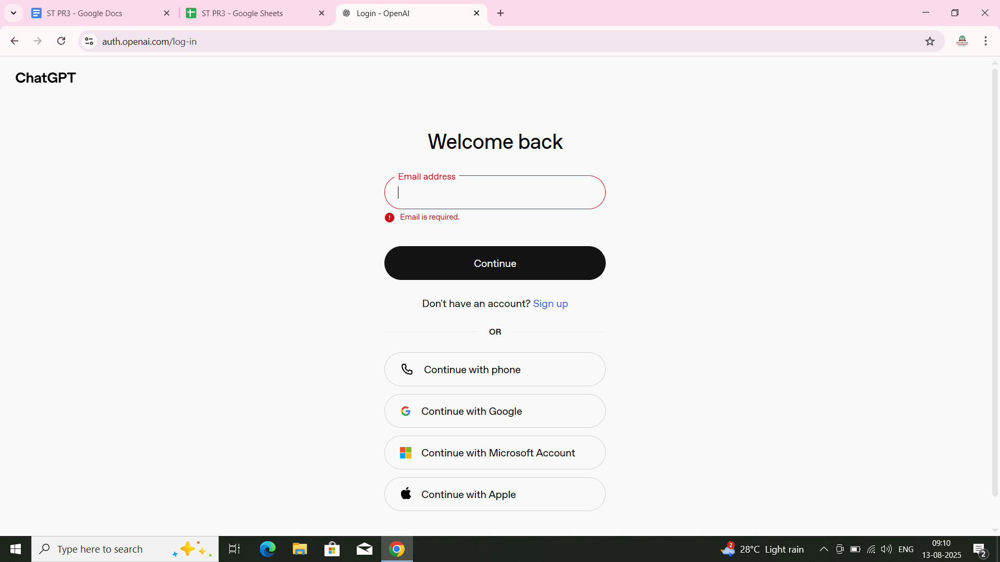 ST PR3 - Google Docs
ST PR3 - Google Sheets
Login - OpenAI
auth.openai.com/log-in
ChatGPT
Welcome back
Email address
Email is required.
Continue
Don't have an account? Sign up
OR
Continue with phone
Continue with Google
Continue with Microsoft Account
Continue with Apple
Type here to search
2
28°C Light rain
ENG
09:10
13-08-2025
2